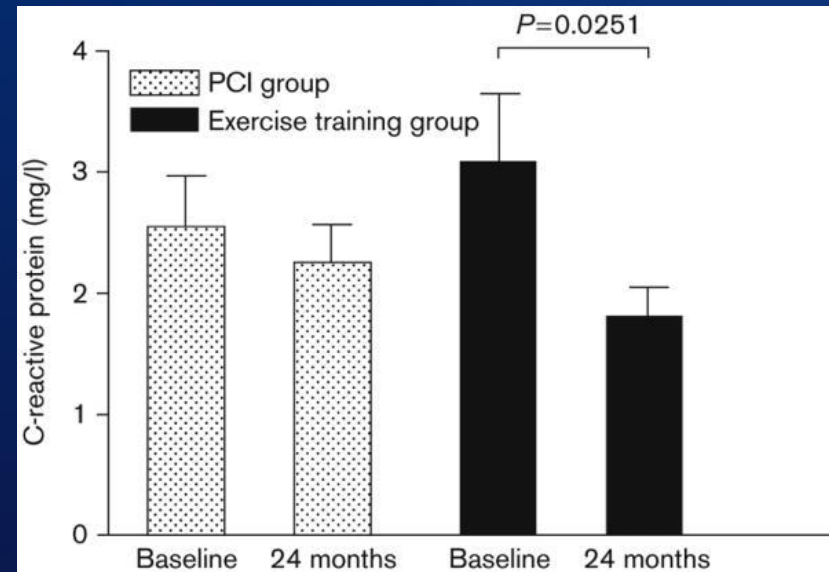 P=0.0251
4
PCI group
Exercise training group
3
2
1
0
C-reactive protein (mg/l)
Baseline 24 months Baseline 24 months